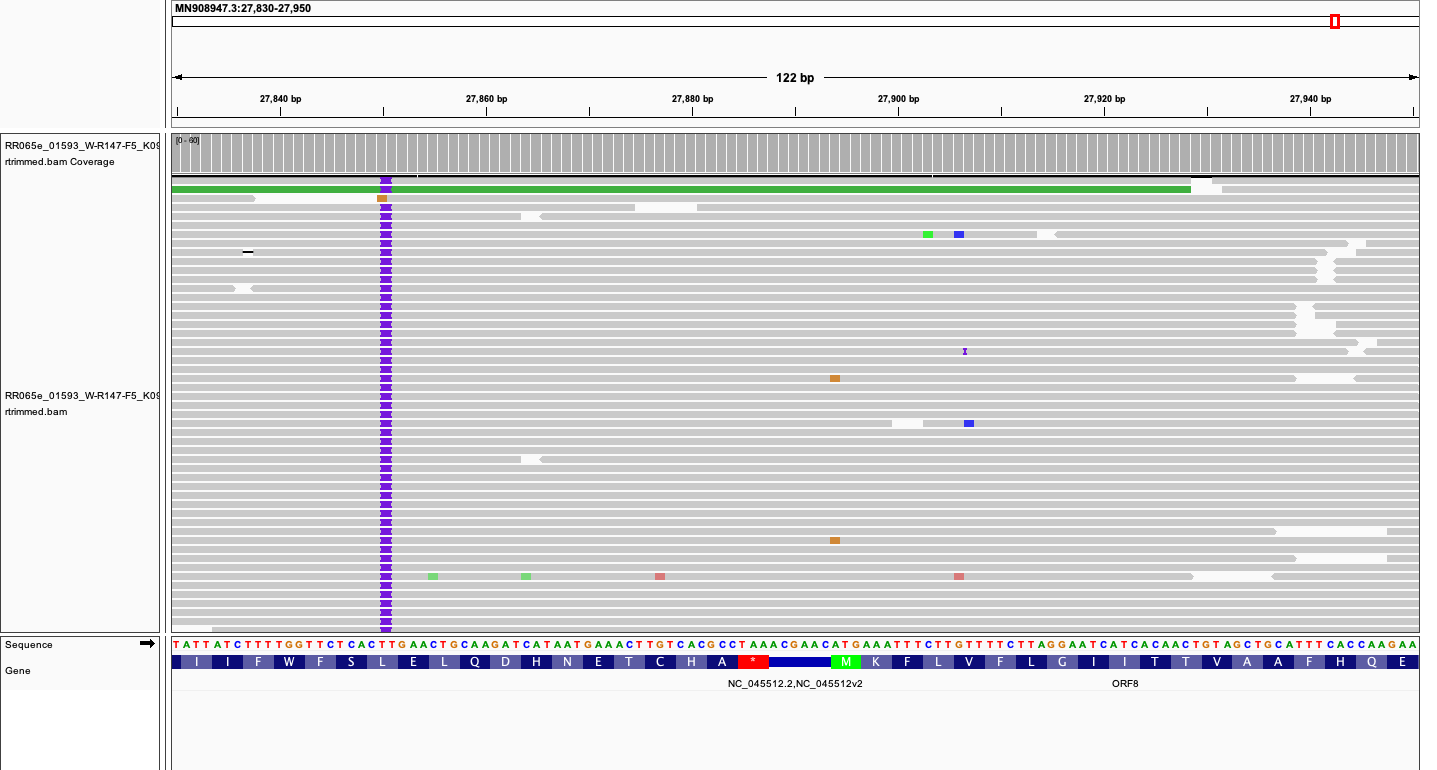 MN908947.3:27,830-27,950
122 bp
27,840 bp 27,860 bp 27,880 bp 27,900 bp 27,920 bp 27,940 bp
RR065e_01593_W-R147-F5_K09
rtrimmed.bam Coverage
[0 - 60]
RR065e_01593_W-R147-F5_K09
rtrimmed.bam
Sequence
TATTATCTTTTGGTTCTCACTTGAACTGCAAGATCATAATGAAACTTGTCACGCCTAAACGAACATGAAATTTCTTGTTTTCTTAGGAATCATCACAACTGTAGCTGCATTTCACCAAGAA
Gene
I I F W F S L E L Q D H N E T C H A * M K F L V F L G I I T T V A A F H Q E
NC_045512.2,NC_045512v2 ORF8